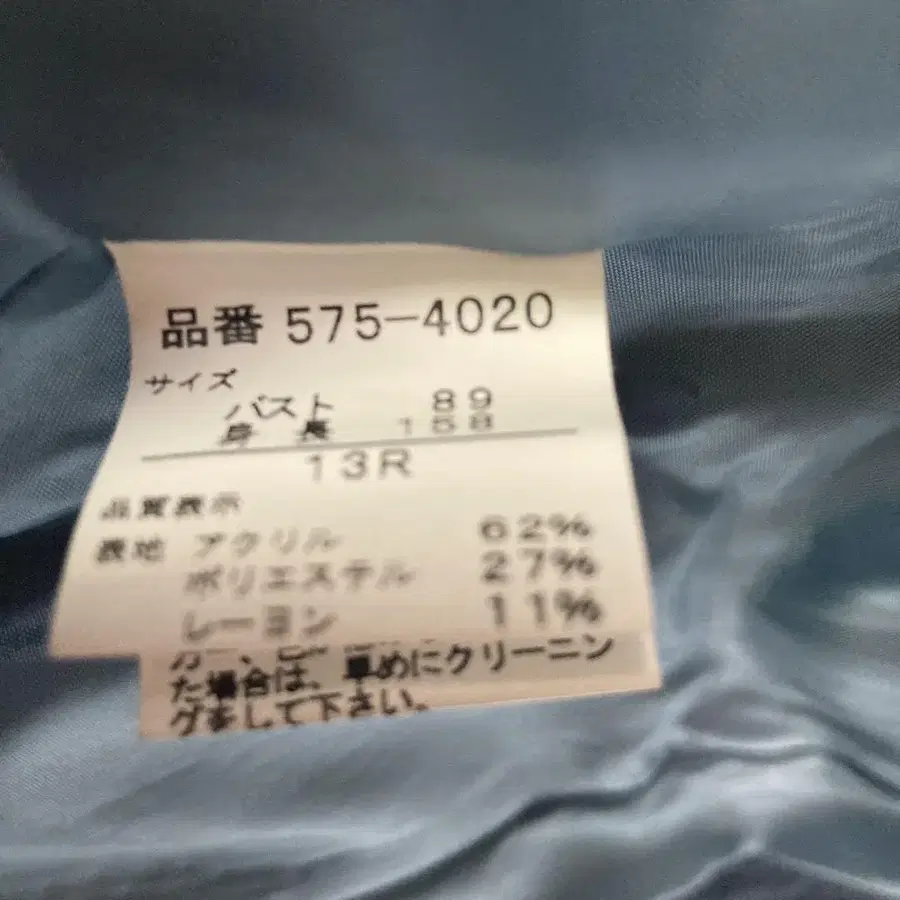 品番 575-4020
サイズ
バスト 89
身長 158
13R
品質表示
表地 アクリル 62%
ポリエステル 27%
レーヨン 11%
た場合は、早めにクリーニン
グをして下さい。